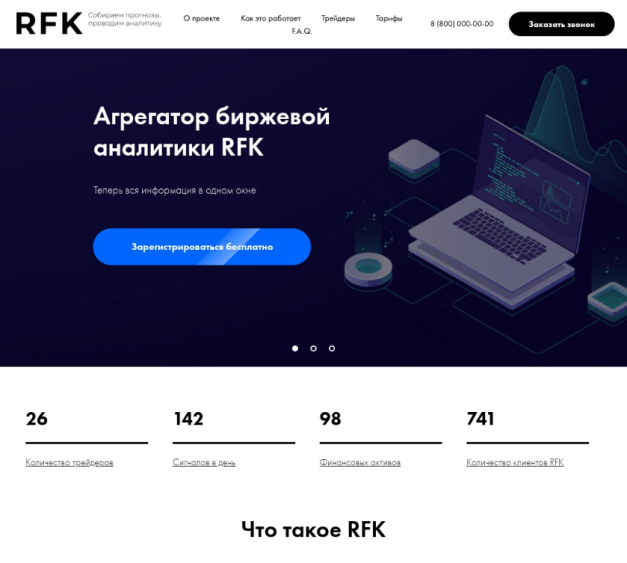 RFK
Собираем прогнозы,
проводим аналитику
О проекте
Как это работает
Трейдеры
Тарифы
F.A.Q.
8 (800) 000-00-00
Заказать звонок
Агрегатор биржевой
аналитики RFK
Теперь вся информация в одном окне
Зарегистрироваться бесплатно
26
142
98
741
Количество трейдеров
Сигналов в день
Финансовых активов
Количество клиентов RFK
Что такое RFK